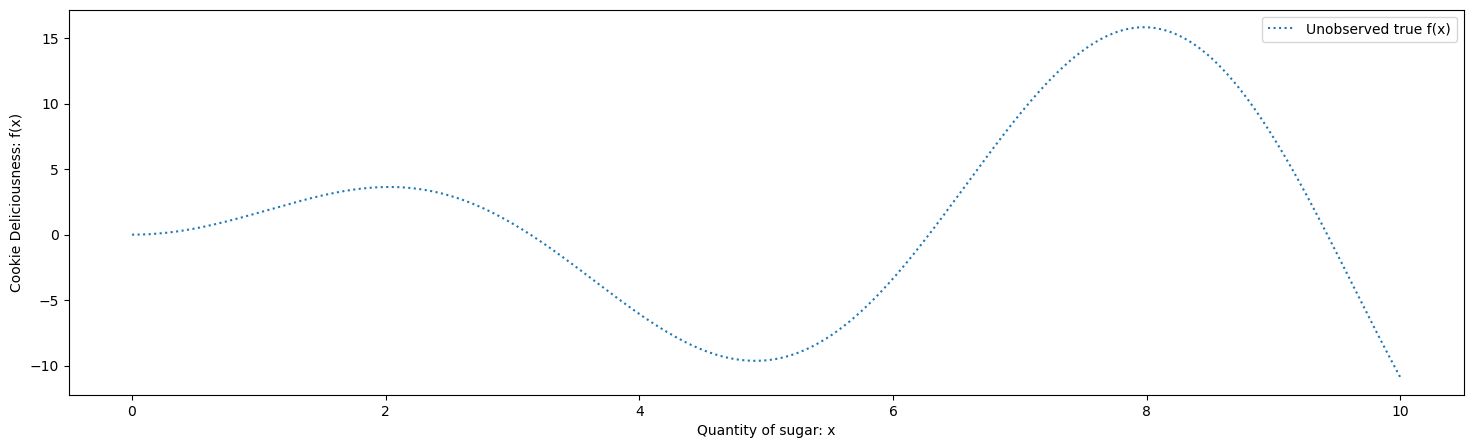 Unobserved true f(x)
15
10
5
0
−5
−10
Cookie Deliciousness: f(x)
0 2 4 6 8 10
Quantity of sugar: x